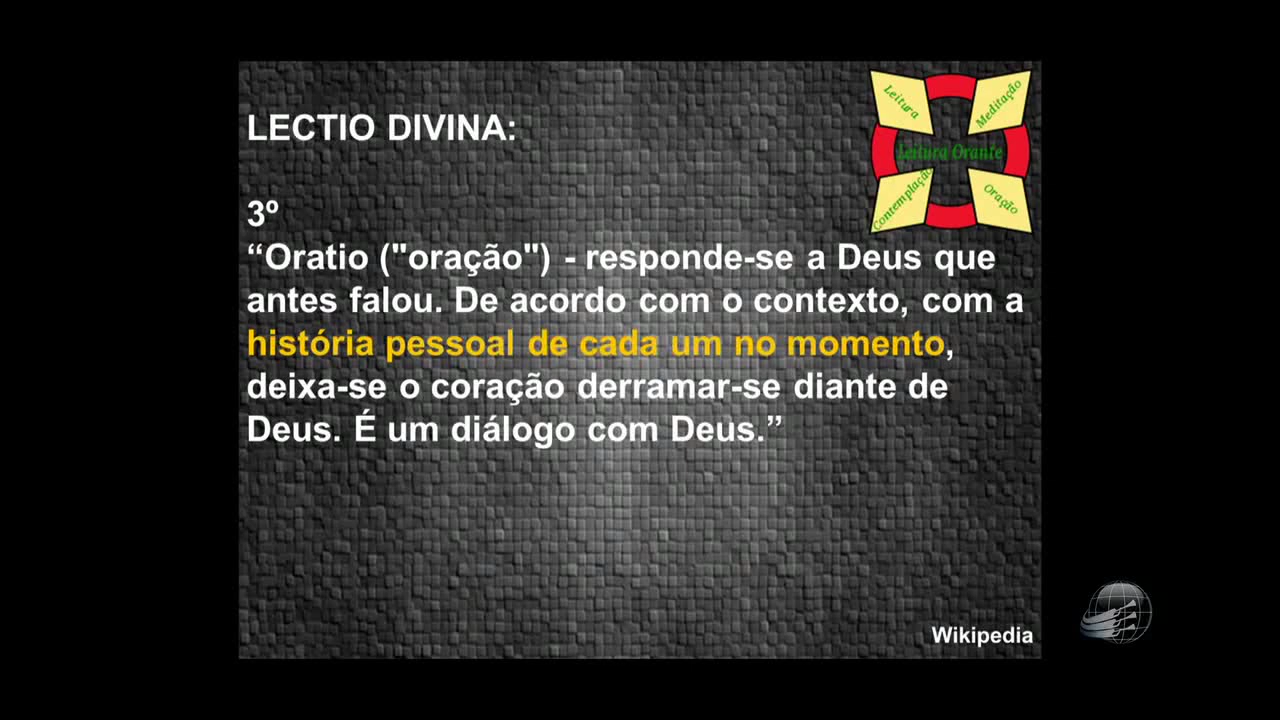 LECTIO DIVINA:
Leitura
Meditação
Leitura Orante
Contemplação
Oração
3º
“Oratio ("oração") - responde-se a Deus que
antes falou. De acordo com o contexto, com a
história pessoal de cada um no momento,
deixa-se o coração derramar-se diante de
Deus. É um diálogo com Deus.”
Wikipedia